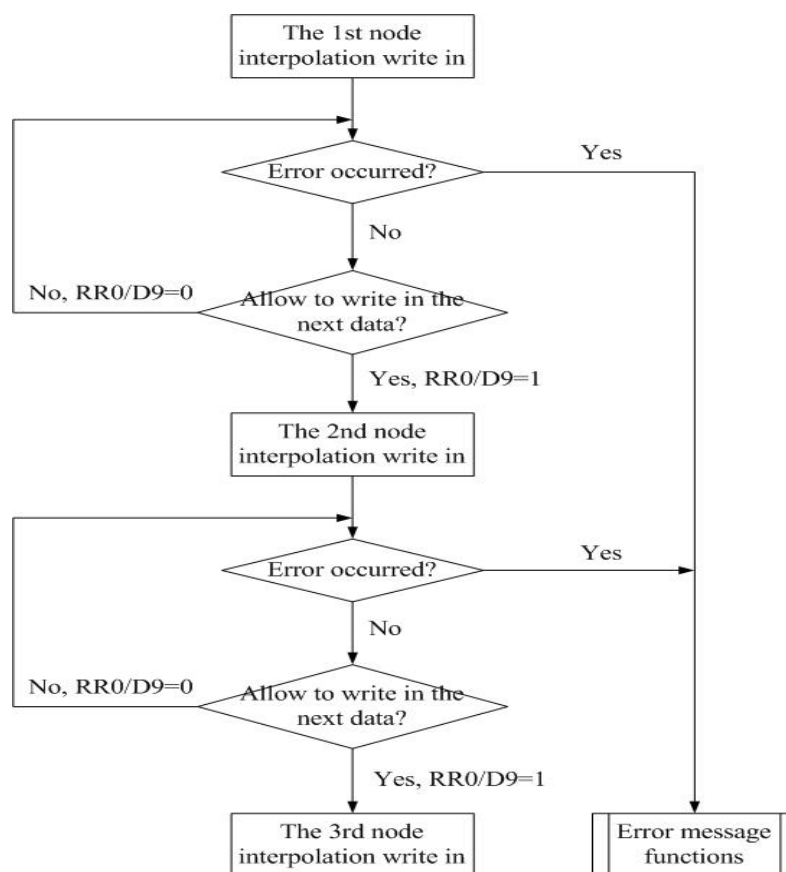 The 1st node
interpolation write in
Error occurred?
Yes
No
No, RR0/D9=0
Allow to write in the
next data?
Yes, RR0/D9=1
The 2nd node
interpolation write in
Error occurred?
Yes
No
No, RR0/D9=0
Allow to write in the
next data?
Yes, RR0/D9=1
The 3rd node
interpolation write in
Error message
functions